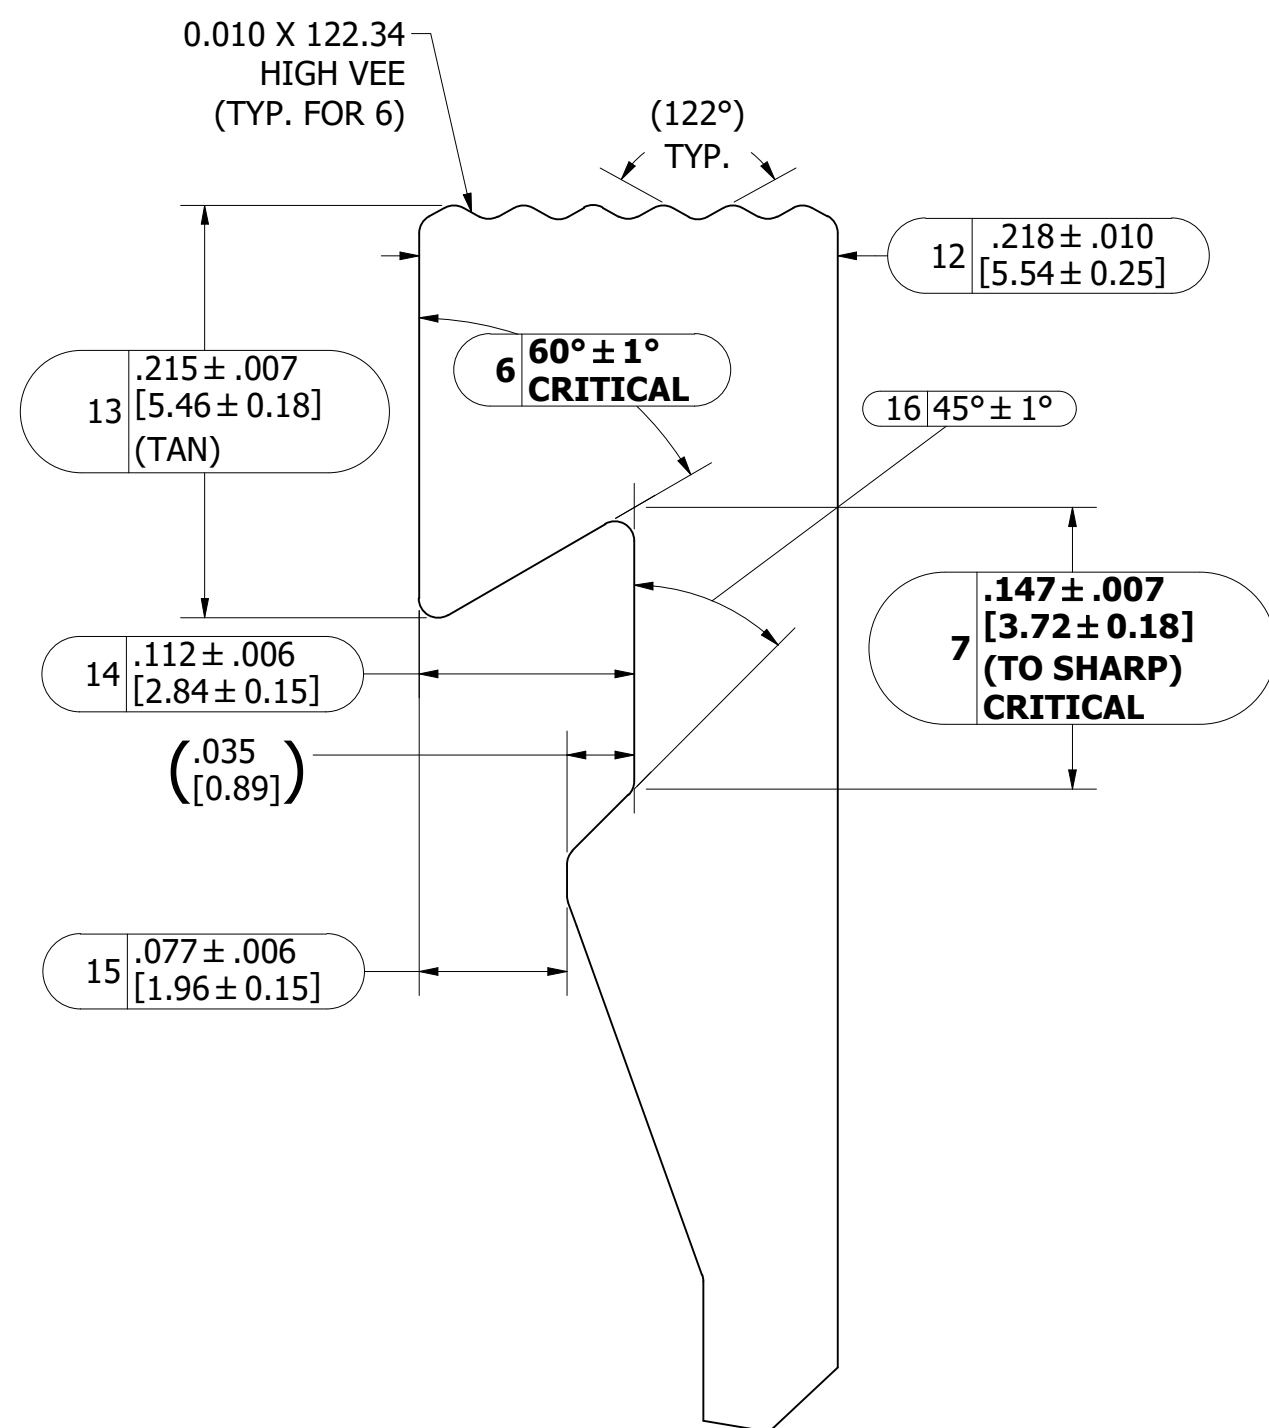 0.010 X 122.34
HIGH VEE
(TYP. FOR 6)
(122°)
TYP.
12 .218 ± .010
[5.54 ± 0.25]
6 60° ± 1°
CRITICAL
13 .215 ± .007
[5.46 ± 0.18]
(TAN)
16 45° ± 1°
7 .147 ± .007
[3.72 ± 0.18]
(TO SHARP)
CRITICAL
14 .112 ± .006
[2.84 ± 0.15]
(.035
[0.89])
15 .077 ± .006
[1.96 ± 0.15]